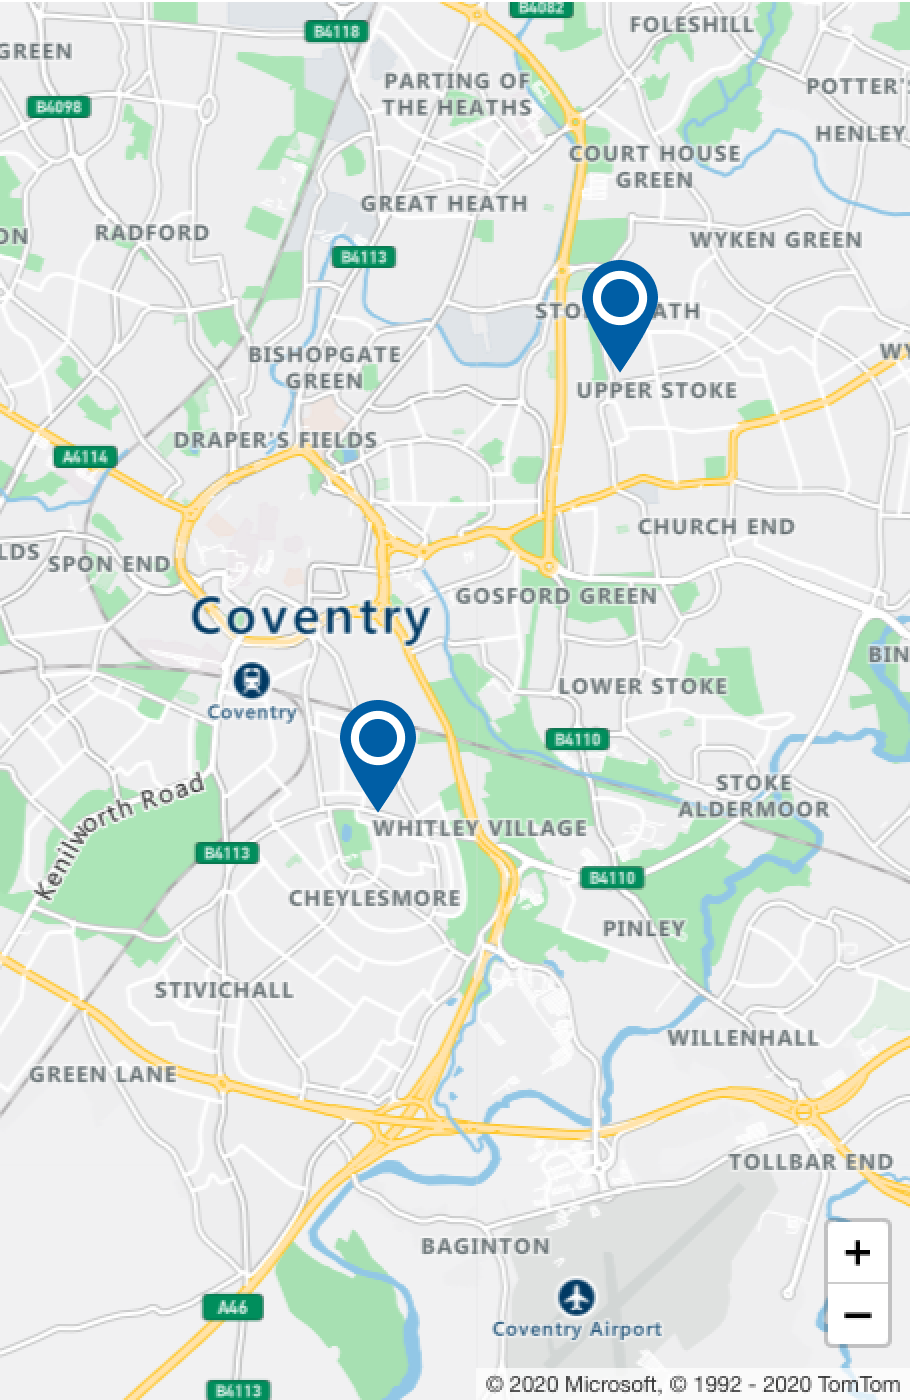 B4082
FOLESHILL
B4118
GREEN
PARTING OF
THE HEATHS
POTTER'S
B4098
HENLEY
COURT HOUSE
GREEN
GREAT HEATH
RADFORD
ON
WYKEN GREEN
B4113
STO
ATH
BISHOPGATE
GREEN
WY
UPPER STOKE
DRAPER'S FIELDS
A4114
CHURCH END
LDS
SPON END
GOSFORD GREEN
Coventry
BIN
LOWER STOKE
Coventry
B4110
STOKE
ALDERMOOR
Kenilworth Road
WHITLEY VILLAGE
B4113
B4110
CHEYLESMORE
PINLEY
STIVICHALL
WILLENHALL
GREEN LANE
TOLLBAR END
BAGINTON
+
A46
−
Coventry Airport
B4113
© 2020 Microsoft, © 1992 - 2020 TomTom